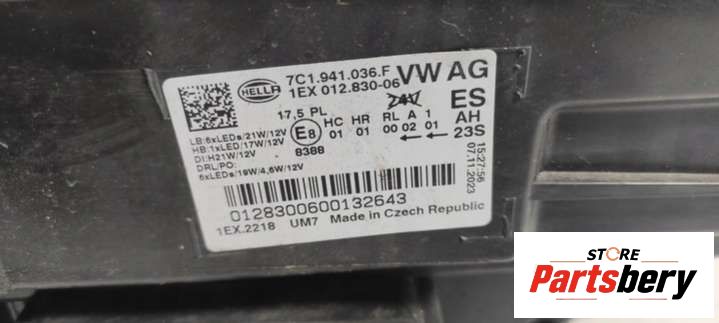 HELLA 7C1.941.036.F VW AG
1EX 012.830-06
24V ES
17,5 PL HC HR RL A 1 AH
E8 01 01 00 02 01 23S
8388
LB:6xLEDs/21W/12V
HB:1xLED/17W/12V
DI:H21W/12V
DRL/PO:
6xLEDs/19W/4,6W/12V
15:27:56
07.11.2023
0128300600132643
1EX.2218 UM7 Made in Czech Republic
STORE
Partsbery